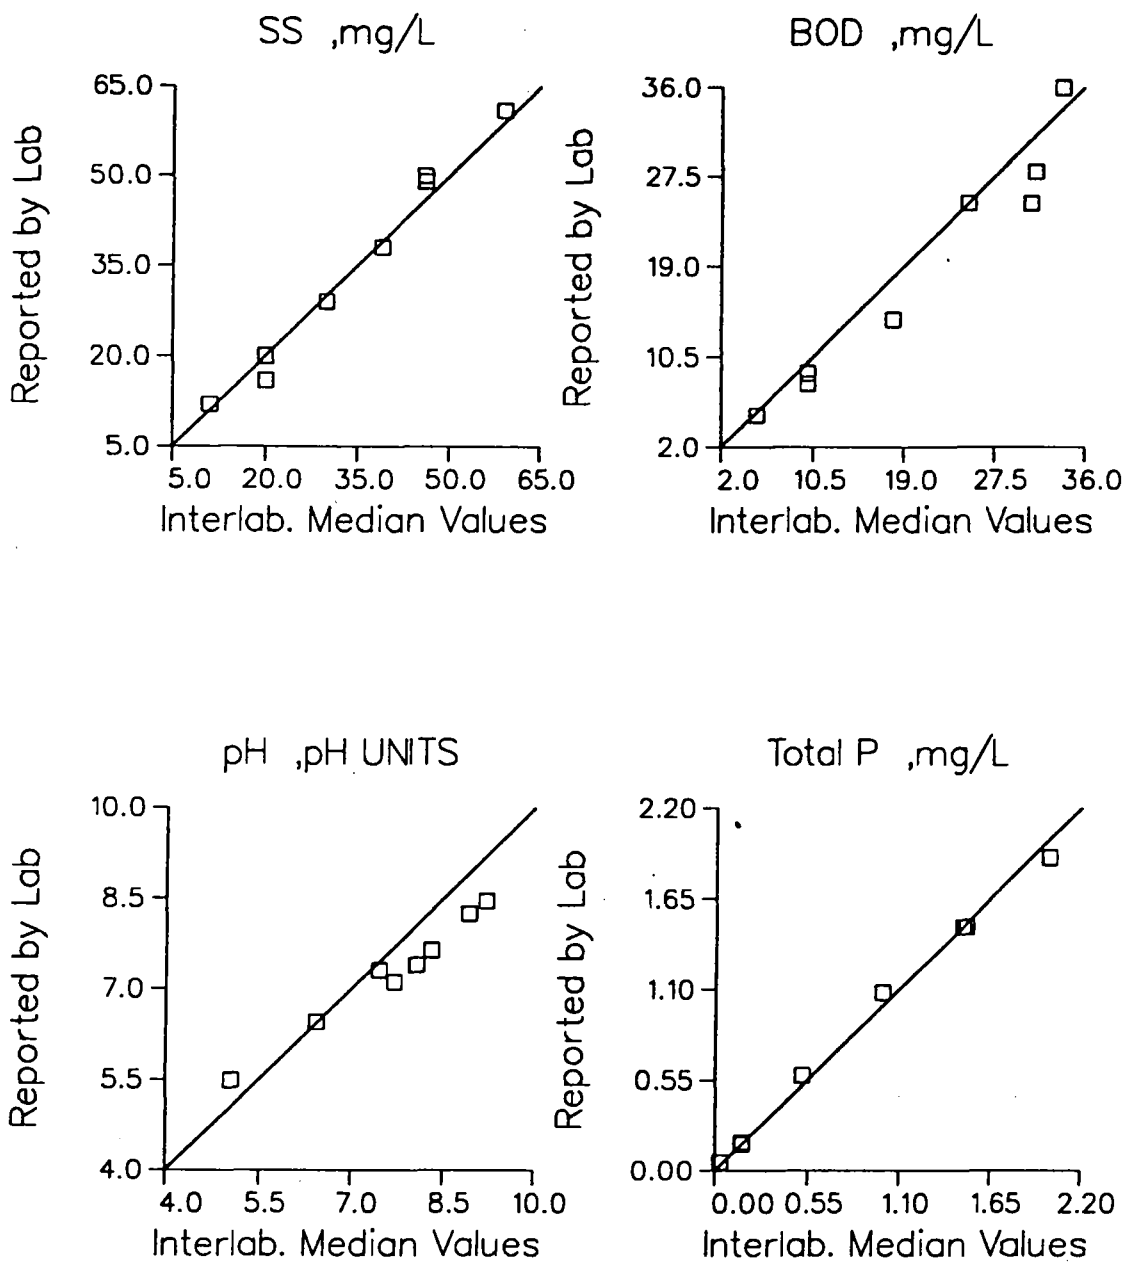 SS ,mg/L
65.0
50.0
35.0
20.0
5.0
Reported by Lab
5.0 20.0 35.0 50.0 65.0
Interlab. Median Values
BOD ,mg/L
36.0
27.5
19.0
10.5
2.0
Reported by Lab
2.0 10.5 19.0 27.5 36.0
Interlab. Median Values
pH ,pH UNITS
10.0
8.5
7.0
5.5
4.0
Reported by Lab
4.0 5.5 7.0 8.5 10.0
Interlab. Median Values
Total P ,mg/L
2.20
1.65
1.10
0.55
0.00
Reported by Lab
0.00 0.55 1.10 1.65 2.20
Interlab. Median Values